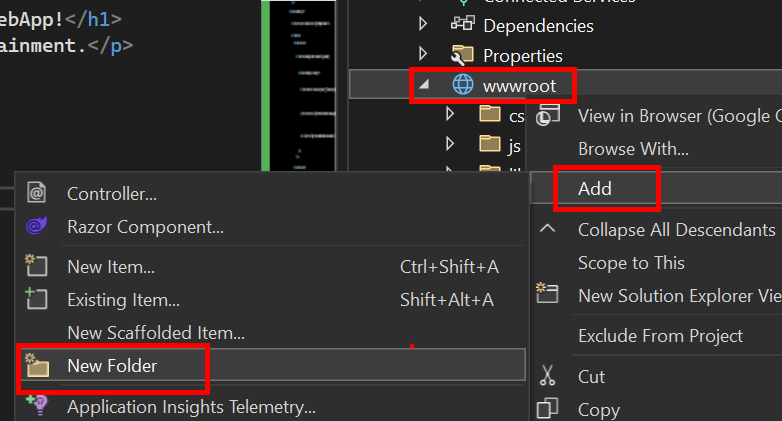 ebApp!</h1>
ainment.</p>
Dependencies
Properties
wwwroot
cs
js
View in Browser (Google C
Browse With...
Add
Collapse All Descendants
Scope to This
New Solution Explorer Vie
Exclude From Project
Cut
Copy
Controller...
Razor Component...
New Item... Ctrl+Shift+A
Existing Item... Shift+Alt+A
New Scaffolded Item...
New Folder
Application Insights Telemetry...